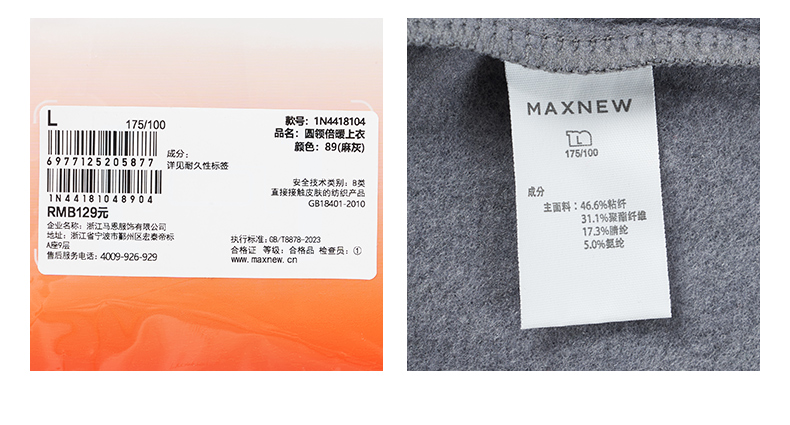 L
175/100
6977125205877
1N44181048904
RMB129元
企业名称：浙江马恩服饰有限公司
地址：浙江省宁波市鄞州区宏泰帝标
A座9层
售后服务电话：4009-926-929
成分：
详见耐久性标签
款号：1N4418104
品名：圆领倍暖上衣
颜色：89(麻灰)
安全技术类别：B类
直接接触皮肤的纺织产品
GB18401-2010
执行标准：GB/T8878-2023
合格证 等级：合格品 检查员：①
www.maxnew.cn
MAXNEW
L
175/100
成分
主面料：46.6%粘纤
31.1%聚酯纤维
17.3%腈纶
5.0%氨纶